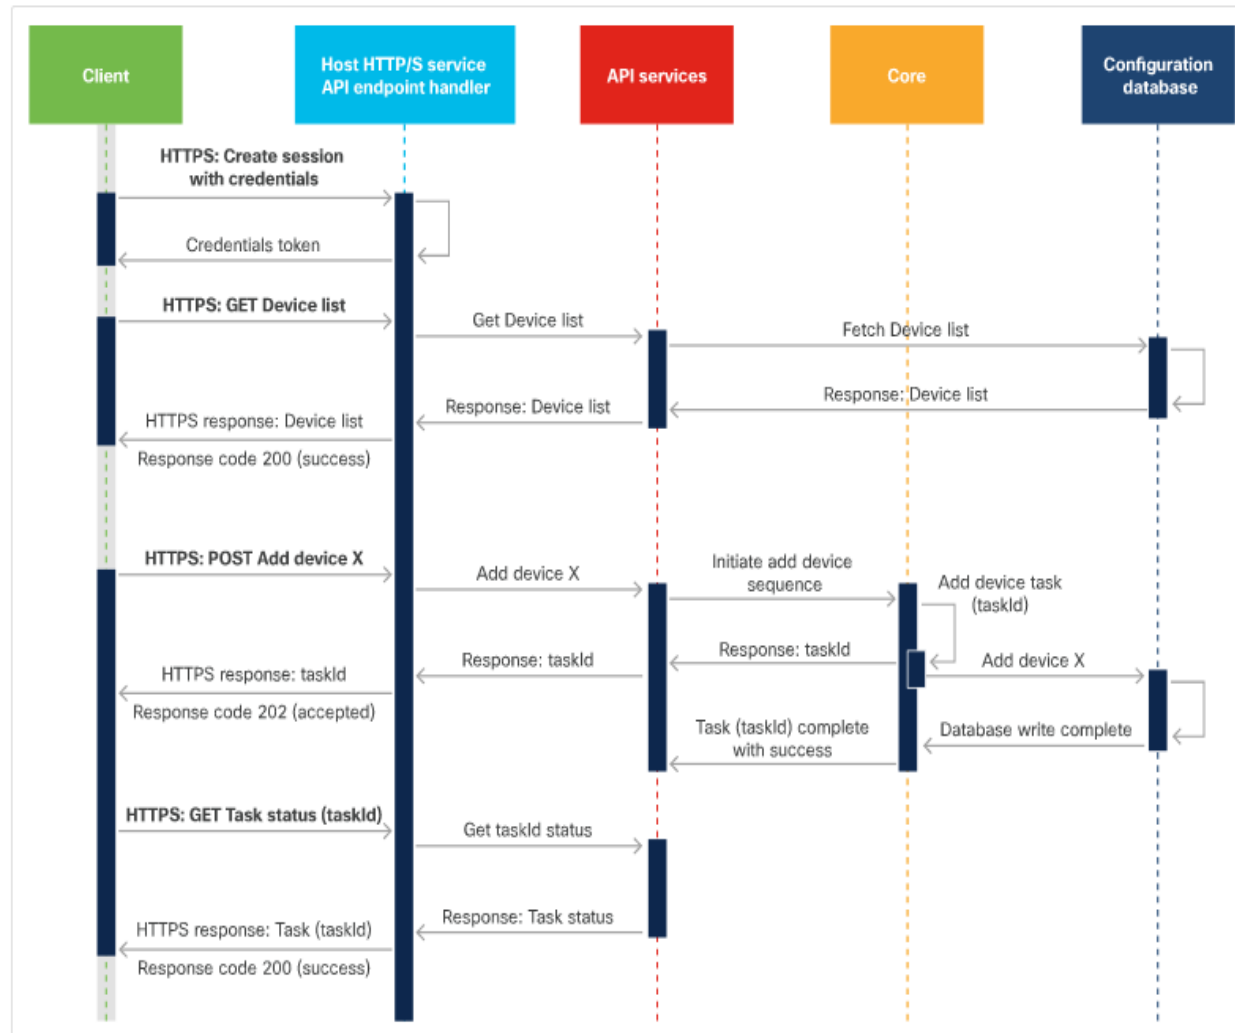 Client
Host HTTP/S service
API endpoint handler
API services
Core
Configuration
database
HTTPS: Create session
with credentials
Credentials token
HTTPS: GET Device list
Get Device list
Fetch Device list
Response: Device list
Response: Device list
HTTPS response: Device list
Response code 200 (success)
HTTPS: POST Add device X
Add device X
Initiate add device
sequence
Add device task
(taskId)
Response: taskId
Response: taskId
Add device X
HTTPS response: taskId
Response code 202 (accepted)
Task (taskId) complete
with success
Database write complete
HTTPS: GET Task status (taskId)
Get taskId status
Response: Task status
HTTPS response: Task (taskId)
Response code 200 (success)